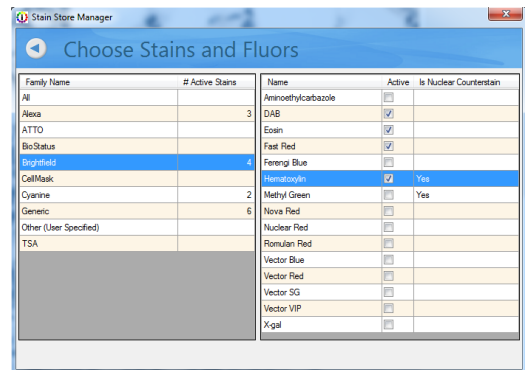 Stain Store Manager
Choose Stains and Fluors
Family Name # Active Stains
All
Alexa 3
ATTO
BioStatus
Brightfield 4
CellMask
Cyanine 2
Generic 6
Other (User Specified)
TSA
Name Active Is Nuclear Counterstain
Aminoethylcarbazole
DAB
Eosin
Fast Red
Ferengi Blue
Hematoxylin Yes
Methyl Green Yes
Nova Red
Nuclear Red
Romulan Red
Vector Blue
Vector Red
Vector SG
Vector VIP
X-gal